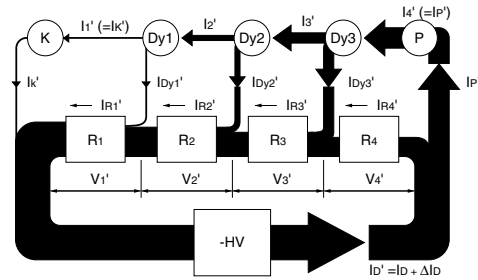 I1' (=IK') I2' I3' I4' (=IP')
K Dy1 Dy2 Dy3 P
Ik' IDy1' IDy2' IDy3' IP
IR1' IR2' IR3' IR4'
R1 R2 R3 R4
V1' V2' V3' V4'
-HV
ID' =ID + ΔID